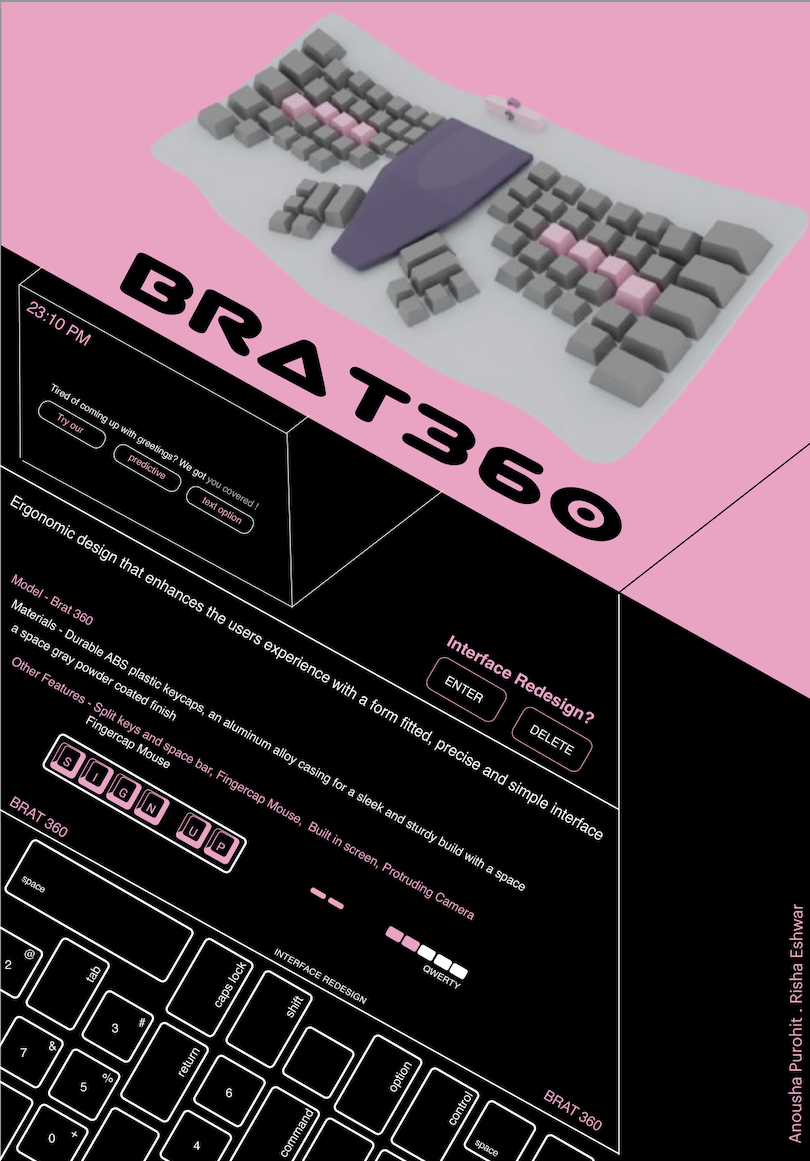 BRAT360
23:10 PM
Tired of coming up with greetings? We got you covered !
Try our
predictive
text option
Ergonomic design that enhances the users experience with a form fitted, precise and simple interface
Interface Redesign?
ENTER
DELETE
Model - Brat 360
Materials - Durable ABS plastic keycaps, an aluminum alloy casing for a sleek and sturdy build with a space
a space gray powder coated finish
Other Features - Split keys and space bar, Fingercap Mouse, Built in screen, Protruding Camera
Fingercap Mouse
SIGN UP
BRAT 360
QWERTY
INTERFACE REDESIGN
space
2 @
tab
caps lock
shift
3 #
return
option
7 &
5 %
6
control
command
space
0 +
4
BRAT 360
Anousha Purohit . Risha Eshwar